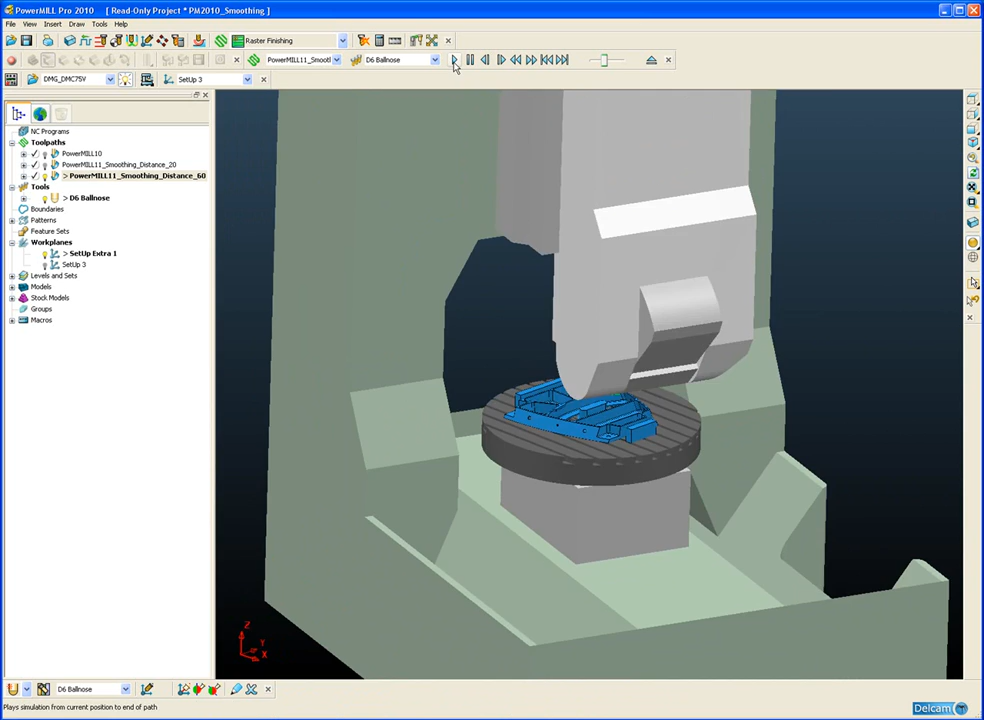 PowerMILL Pro 2010    [ Read-Only Project * PM2010_Smoothing ]
File View Insert Draw Tools Help
Raster Finishing
PowerMILL11_Smootl D6 Ballnose
DMG_DMC75V SetUp 3
NC Programs
Toolpaths
PowerMILL10
PowerMILL11_Smoothing_Distance_20
> PowerMILL11_Smoothing_Distance_60
Tools
> D6 Ballnose
Boundaries
Patterns
Feature Sets
Workplanes
> SetUp Extra 1
SetUp 3
Levels and Sets
Models
Stock Models
Groups
Macros
Z
Y
X
D6 Ballnose
Plays simulation from current position to end of path
Delcam